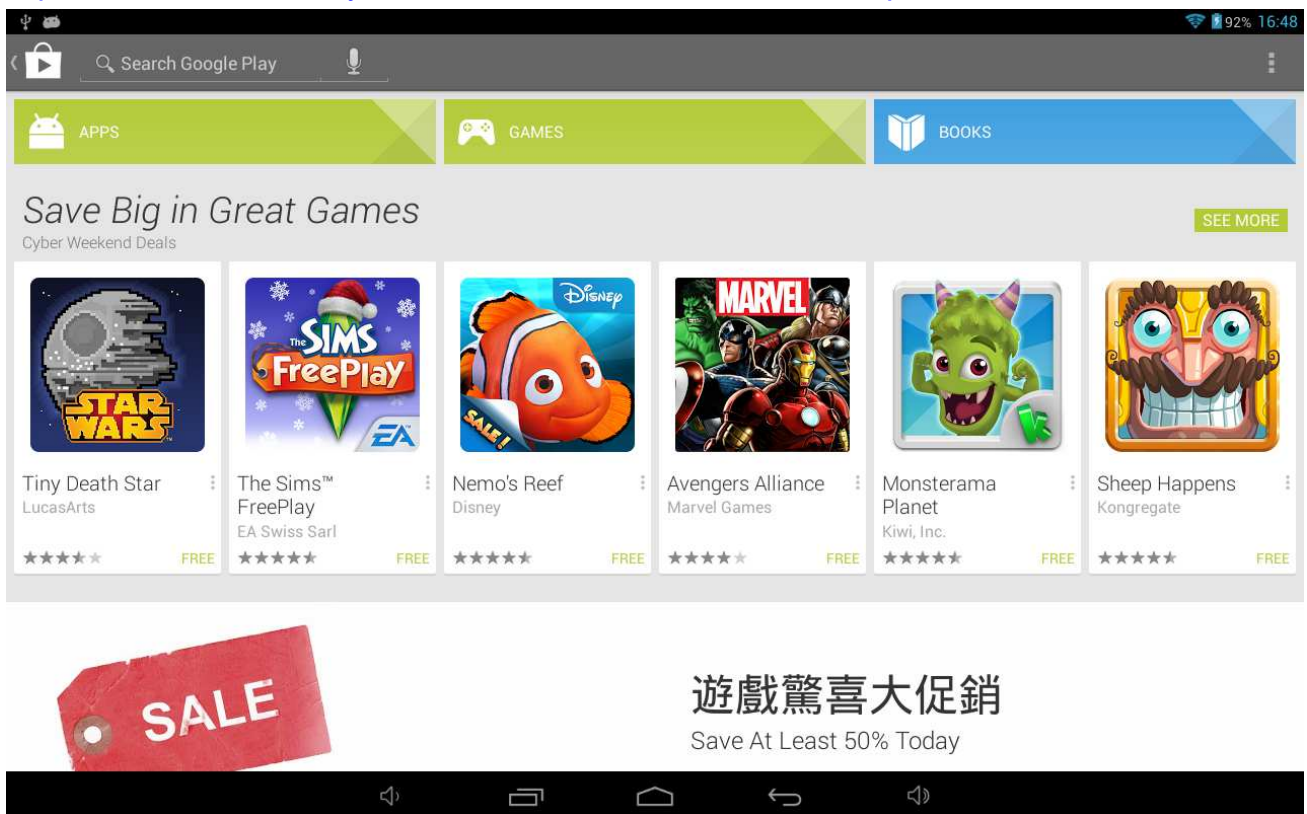 92% 16:48
Search Google Play
APPS
GAMES
BOOKS
Save Big in Great Games
Cyber Weekend Deals
SEE MORE
STAR
WARS
The
SIMS
FreePlay
EA
Disney
SALE!
MARVEL
Tiny Death Star
LucasArts
FREE
The Sims™
FreePlay
EA Swiss Sarl
FREE
Nemo's Reef
Disney
FREE
Avengers Alliance
Marvel Games
FREE
Monsterama
Planet
Kiwi, Inc.
FREE
Sheep Happens
Kongregate
FREE
SALE
遊戲驚喜大促銷
Save At Least 50% Today